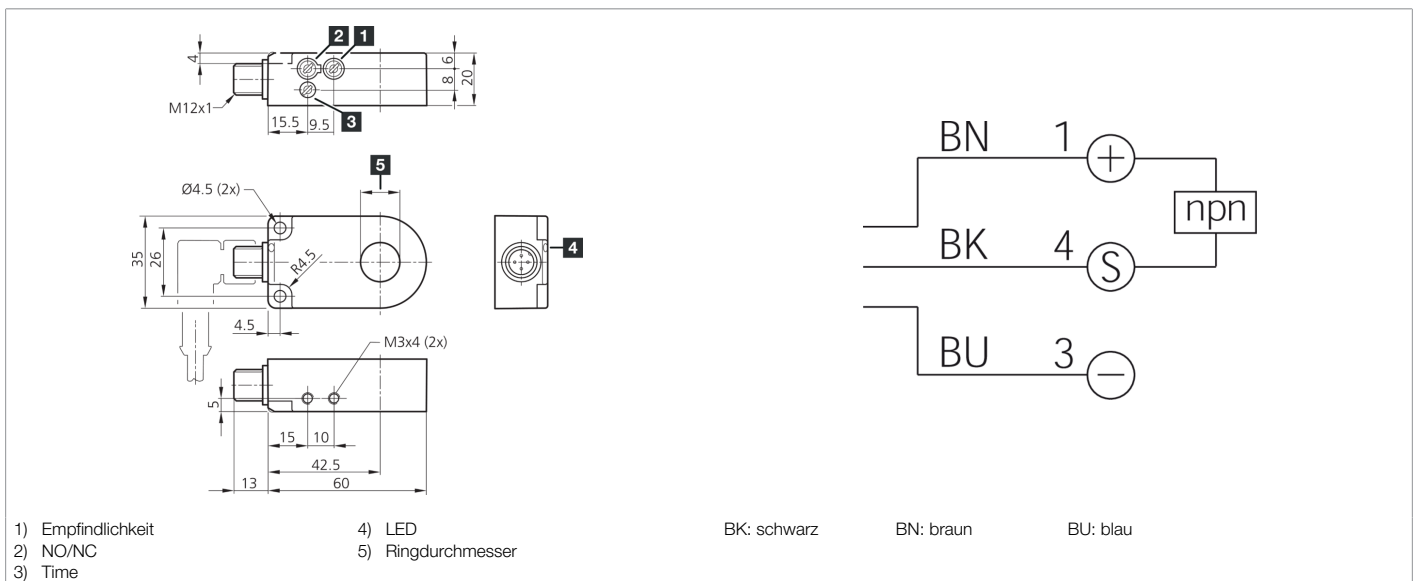 2 1
4
6
8
20
M12x1
15.5 9.5 3
5
Ø4.5 (2x)
35
26
R4.5
4
4.5
M3x4 (2x)
5
15 10
42.5
13 60
BN 1 +
npn
BK 4 S
BU 3 −
1) Empfindlichkeit
2) NO/NC
3) Time
4) LED
5) Ringdurchmesser
BK: schwarz BN: braun BU: blau